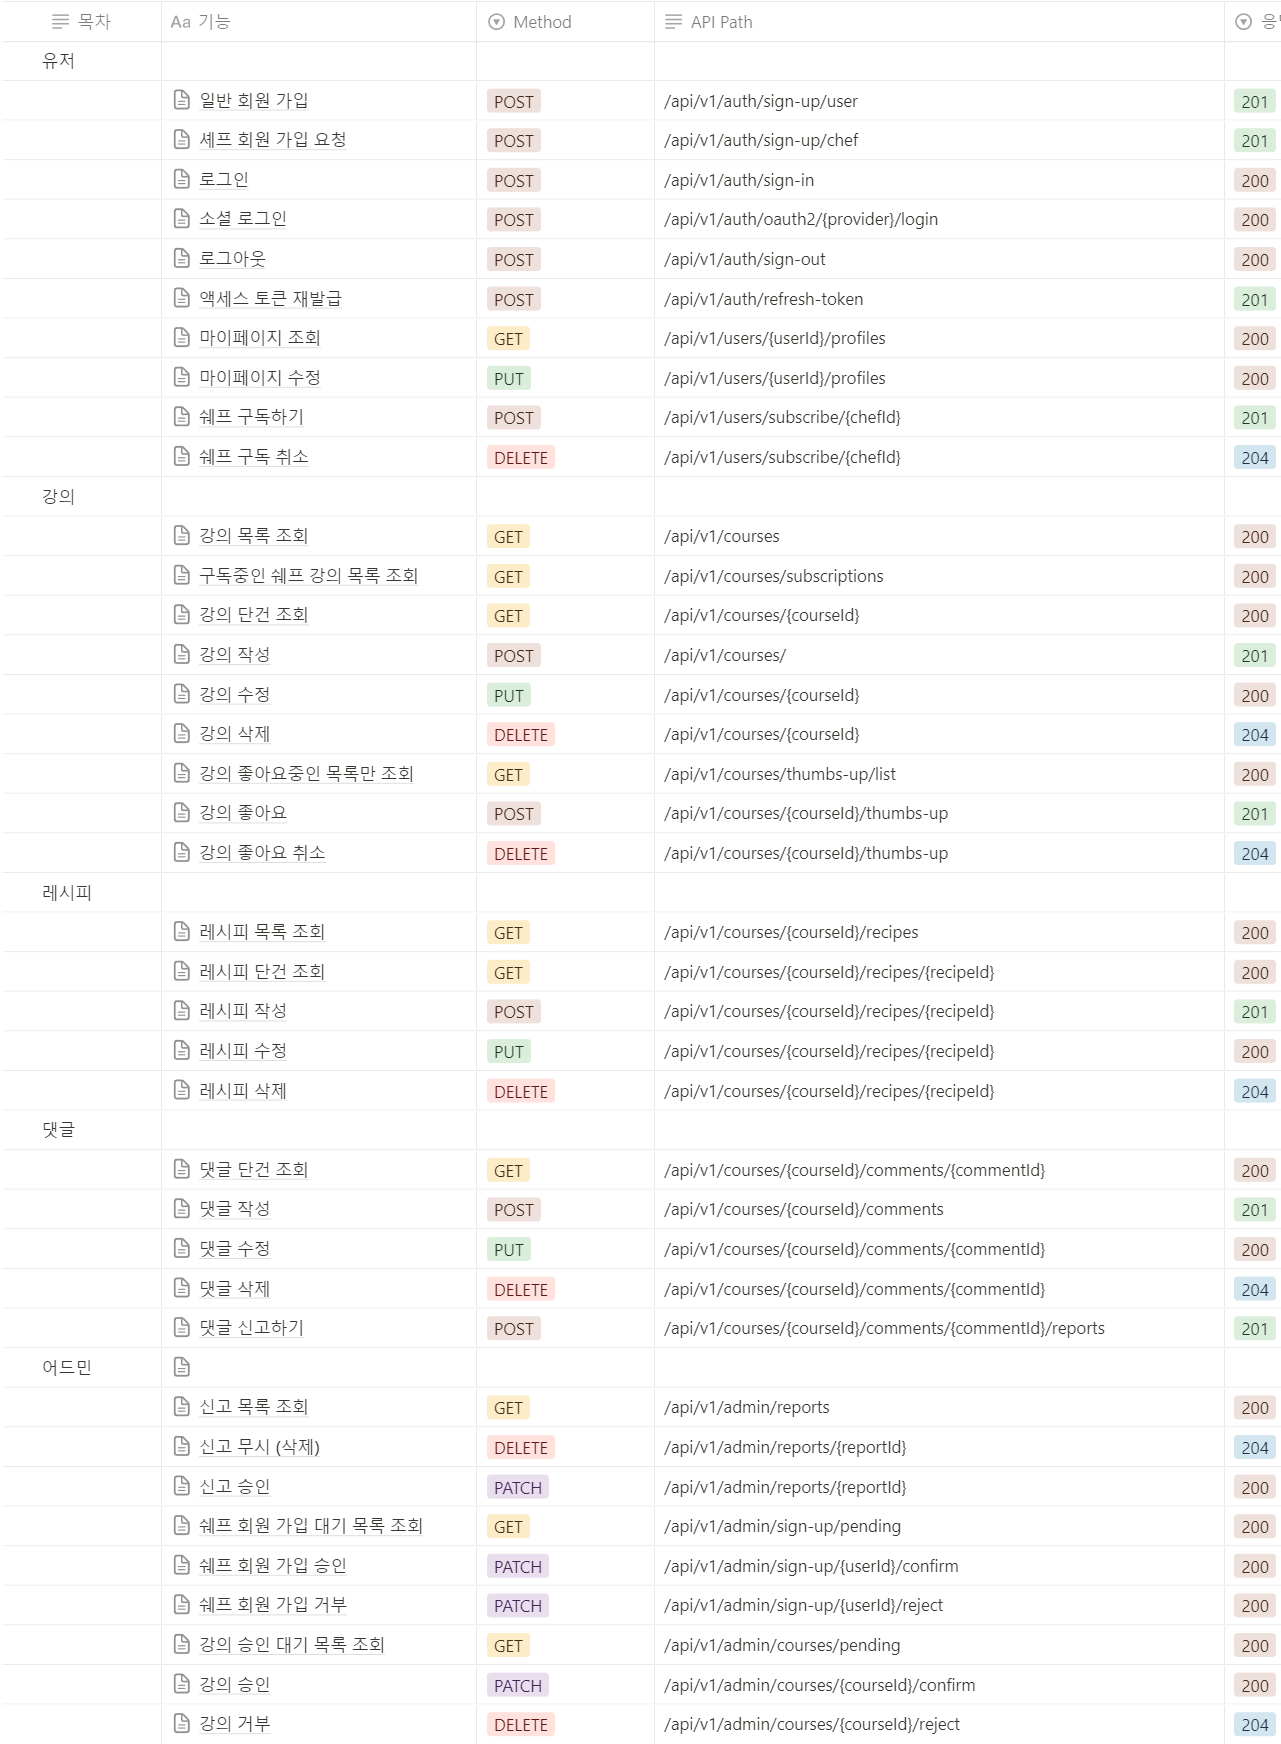 목차 Aa 기능 Method API Path
유저
일반 회원 가입 POST /api/v1/auth/sign-up/user 201
셰프 회원 가입 요청 POST /api/v1/auth/sign-up/chef 201
로그인 POST /api/v1/auth/sign-in 200
소셜 로그인 POST /api/v1/auth/oauth2/{provider}/login 200
로그아웃 POST /api/v1/auth/sign-out 200
액세스 토큰 재발급 POST /api/v1/auth/refresh-token 201
마이페이지 조회 GET /api/v1/users/{userId}/profiles 200
마이페이지 수정 PUT /api/v1/users/{userId}/profiles 200
쉐프 구독하기 POST /api/v1/users/subscribe/{chefId} 201
쉐프 구독 취소 DELETE /api/v1/users/subscribe/{chefId} 204
강의
강의 목록 조회 GET /api/v1/courses 200
구독중인 쉐프 강의 목록 조회 GET /api/v1/courses/subscriptions 200
강의 단건 조회 GET /api/v1/courses/{courseId} 200
강의 작성 POST /api/v1/courses/ 201
강의 수정 PUT /api/v1/courses/{courseId} 200
강의 삭제 DELETE /api/v1/courses/{courseId} 204
강의 좋아요중인 목록만 조회 GET /api/v1/courses/thumbs-up/list 200
강의 좋아요 POST /api/v1/courses/{courseId}/thumbs-up 201
강의 좋아요 취소 DELETE /api/v1/courses/{courseId}/thumbs-up 204
레시피
레시피 목록 조회 GET /api/v1/courses/{courseId}/recipes 200
레시피 단건 조회 GET /api/v1/courses/{courseId}/recipes/{recipeId} 200
레시피 작성 POST /api/v1/courses/{courseId}/recipes/{recipeId} 201
레시피 수정 PUT /api/v1/courses/{courseId}/recipes/{recipeId} 200
레시피 삭제 DELETE /api/v1/courses/{courseId}/recipes/{recipeId} 204
댓글
댓글 단건 조회 GET /api/v1/courses/{courseId}/comments/{commentId} 200
댓글 작성 POST /api/v1/courses/{courseId}/comments 201
댓글 수정 PUT /api/v1/courses/{courseId}/comments/{commentId} 200
댓글 삭제 DELETE /api/v1/courses/{courseId}/comments/{commentId} 204
댓글 신고하기 POST /api/v1/courses/{courseId}/comments/{commentId}/reports 201
어드민
신고 목록 조회 GET /api/v1/admin/reports 200
신고 무시 (삭제) DELETE /api/v1/admin/reports/{reportId} 204
신고 승인 PATCH /api/v1/admin/reports/{reportId} 200
쉐프 회원 가입 대기 목록 조회 GET /api/v1/admin/sign-up/pending 200
쉐프 회원 가입 승인 PATCH /api/v1/admin/sign-up/{userId}/confirm 200
쉐프 회원 가입 거부 PATCH /api/v1/admin/sign-up/{userId}/reject 200
강의 승인 대기 목록 조회 GET /api/v1/admin/courses/pending 200
강의 승인 PATCH /api/v1/admin/courses/{courseId}/confirm 200
강의 거부 DELETE /api/v1/admin/courses/{courseId}/reject 204